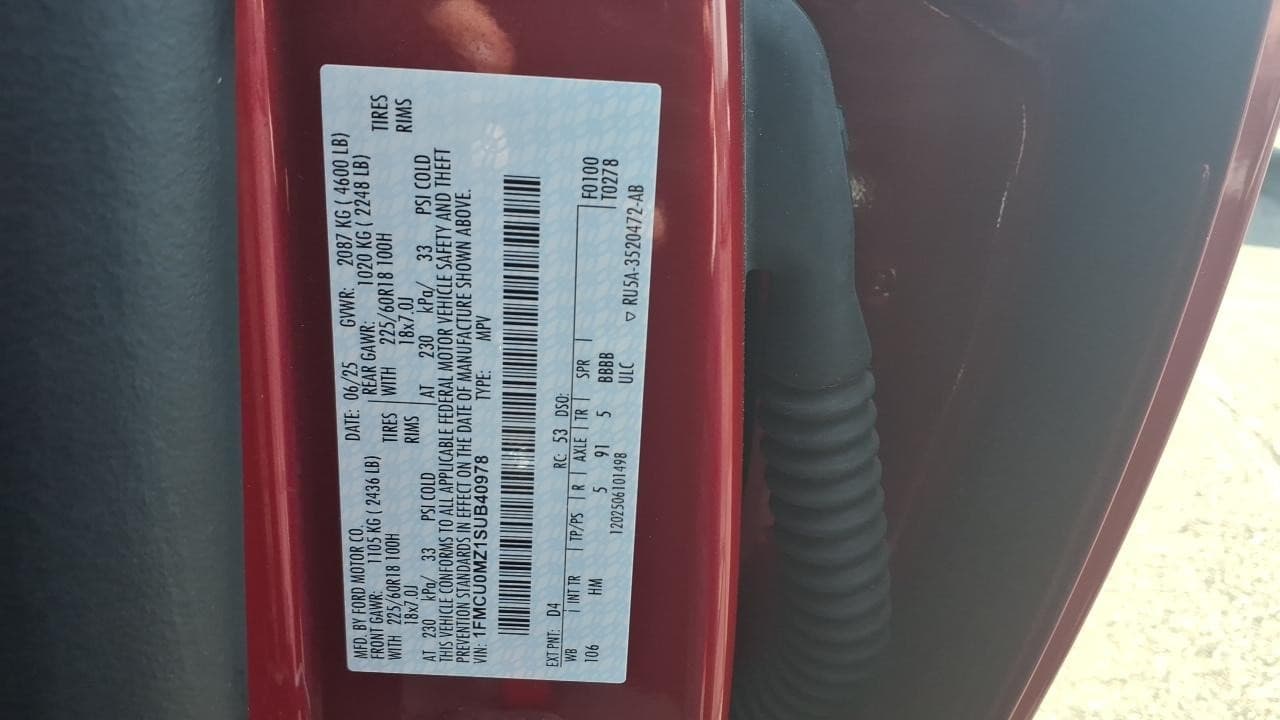 MFD. BY FORD MOTOR CO.
DATE: 06/25 GVWR: 2087 KG ( 4600 LB)
FRONT GAWR: 1105 KG ( 2436 LB)
REAR GAWR: 1020 KG ( 2248 LB)
WITH 225/60R18 100H TIRES
WITH 225/60R18 100H TIRES
18x7.0J RIMS
18x7.0J RIMS
AT 230 kPa/ 33 PSI COLD
AT 230 kPa/ 33 PSI COLD
THIS VEHICLE CONFORMS TO ALL APPLICABLE FEDERAL MOTOR VEHICLE SAFETY AND THEFT
PREVENTION STANDARDS IN EFFECT ON THE DATE OF MANUFACTURE SHOWN ABOVE.
VIN: 1FMCU0MZ1SUB40978 TYPE: MPV
EXT PNT: D4 RC: 53 DSO:
WB INT TR TP/PS R AXLE TR SPR F0100
106 HM 5 91 5 BBBB T0278
1202506101498 ULC ▽ RU5A-3520472-AB